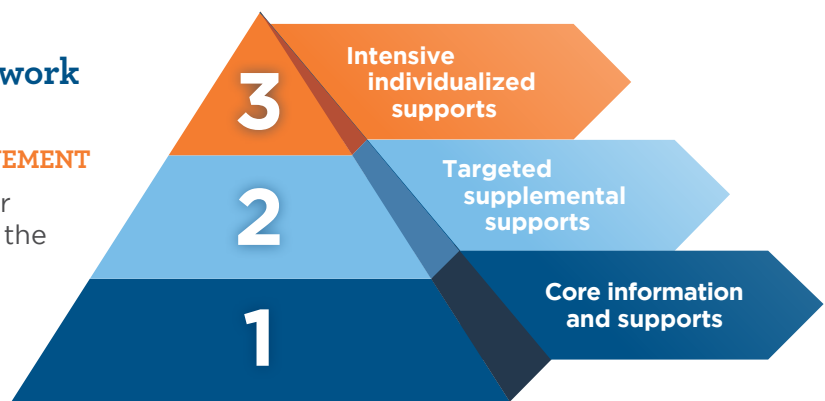 work
EMENT
r
the
3
Intensive
individualized
supports
2
Targeted
supplemental
supports
1
Core information
and supports